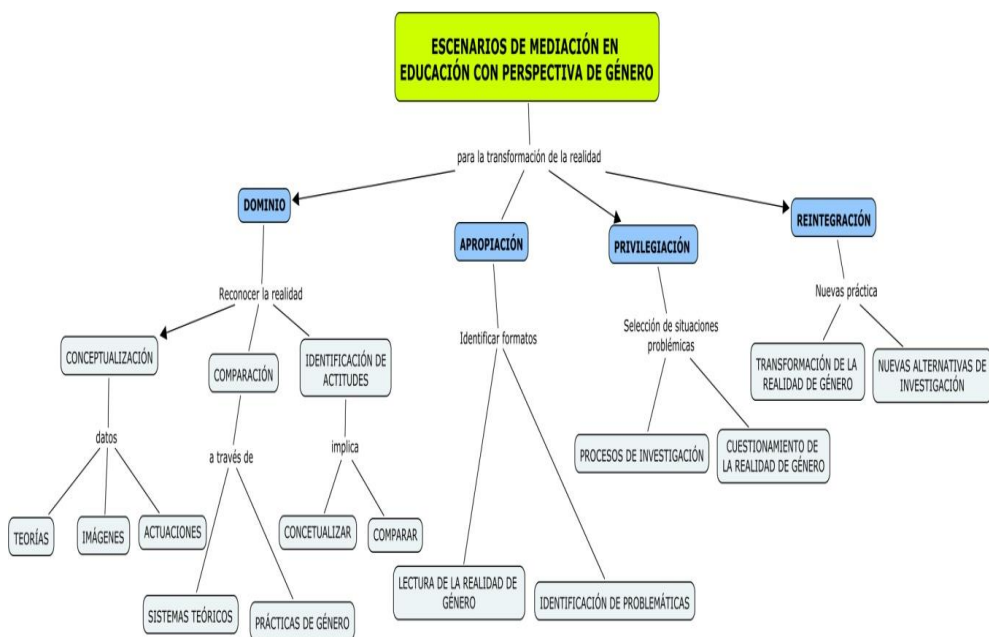 ESCENARIOS DE MEDIACIÓN EN
EDUCACIÓN CON PERSPECTIVA DE GÉNERO
para la transformación de la realidad
DOMINIO
APROPIACIÓN
PRIVILEGIACIÓN
REINTEGRACIÓN
Reconocer la realidad
Identificar formatos
Selección de situaciones
problémicas
Nuevas práctica
CONCEPTUALIZACIÓN
COMPARACIÓN
IDENTIFICACIÓN DE
ACTITUDES
TRANSFORMACIÓN DE LA
REALIDAD DE GÉNERO
NUEVAS ALTERNATIVAS DE
INVESTIGACIÓN
datos
a través de
implica
PROCESOS DE INVESTIGACIÓN
CUESTIONAMIENTO DE
LA REALIDAD DE GÉNERO
TEORÍAS
IMÁGENES
ACTUACIONES
CONCETUALIZAR
COMPARAR
SISTEMAS TEÓRICOS
PRÁCTICAS DE GÉNERO
LECTURA DE LA REALIDAD DE
GÉNERO
IDENTIFICACIÓN DE PROBLEMÁTICAS